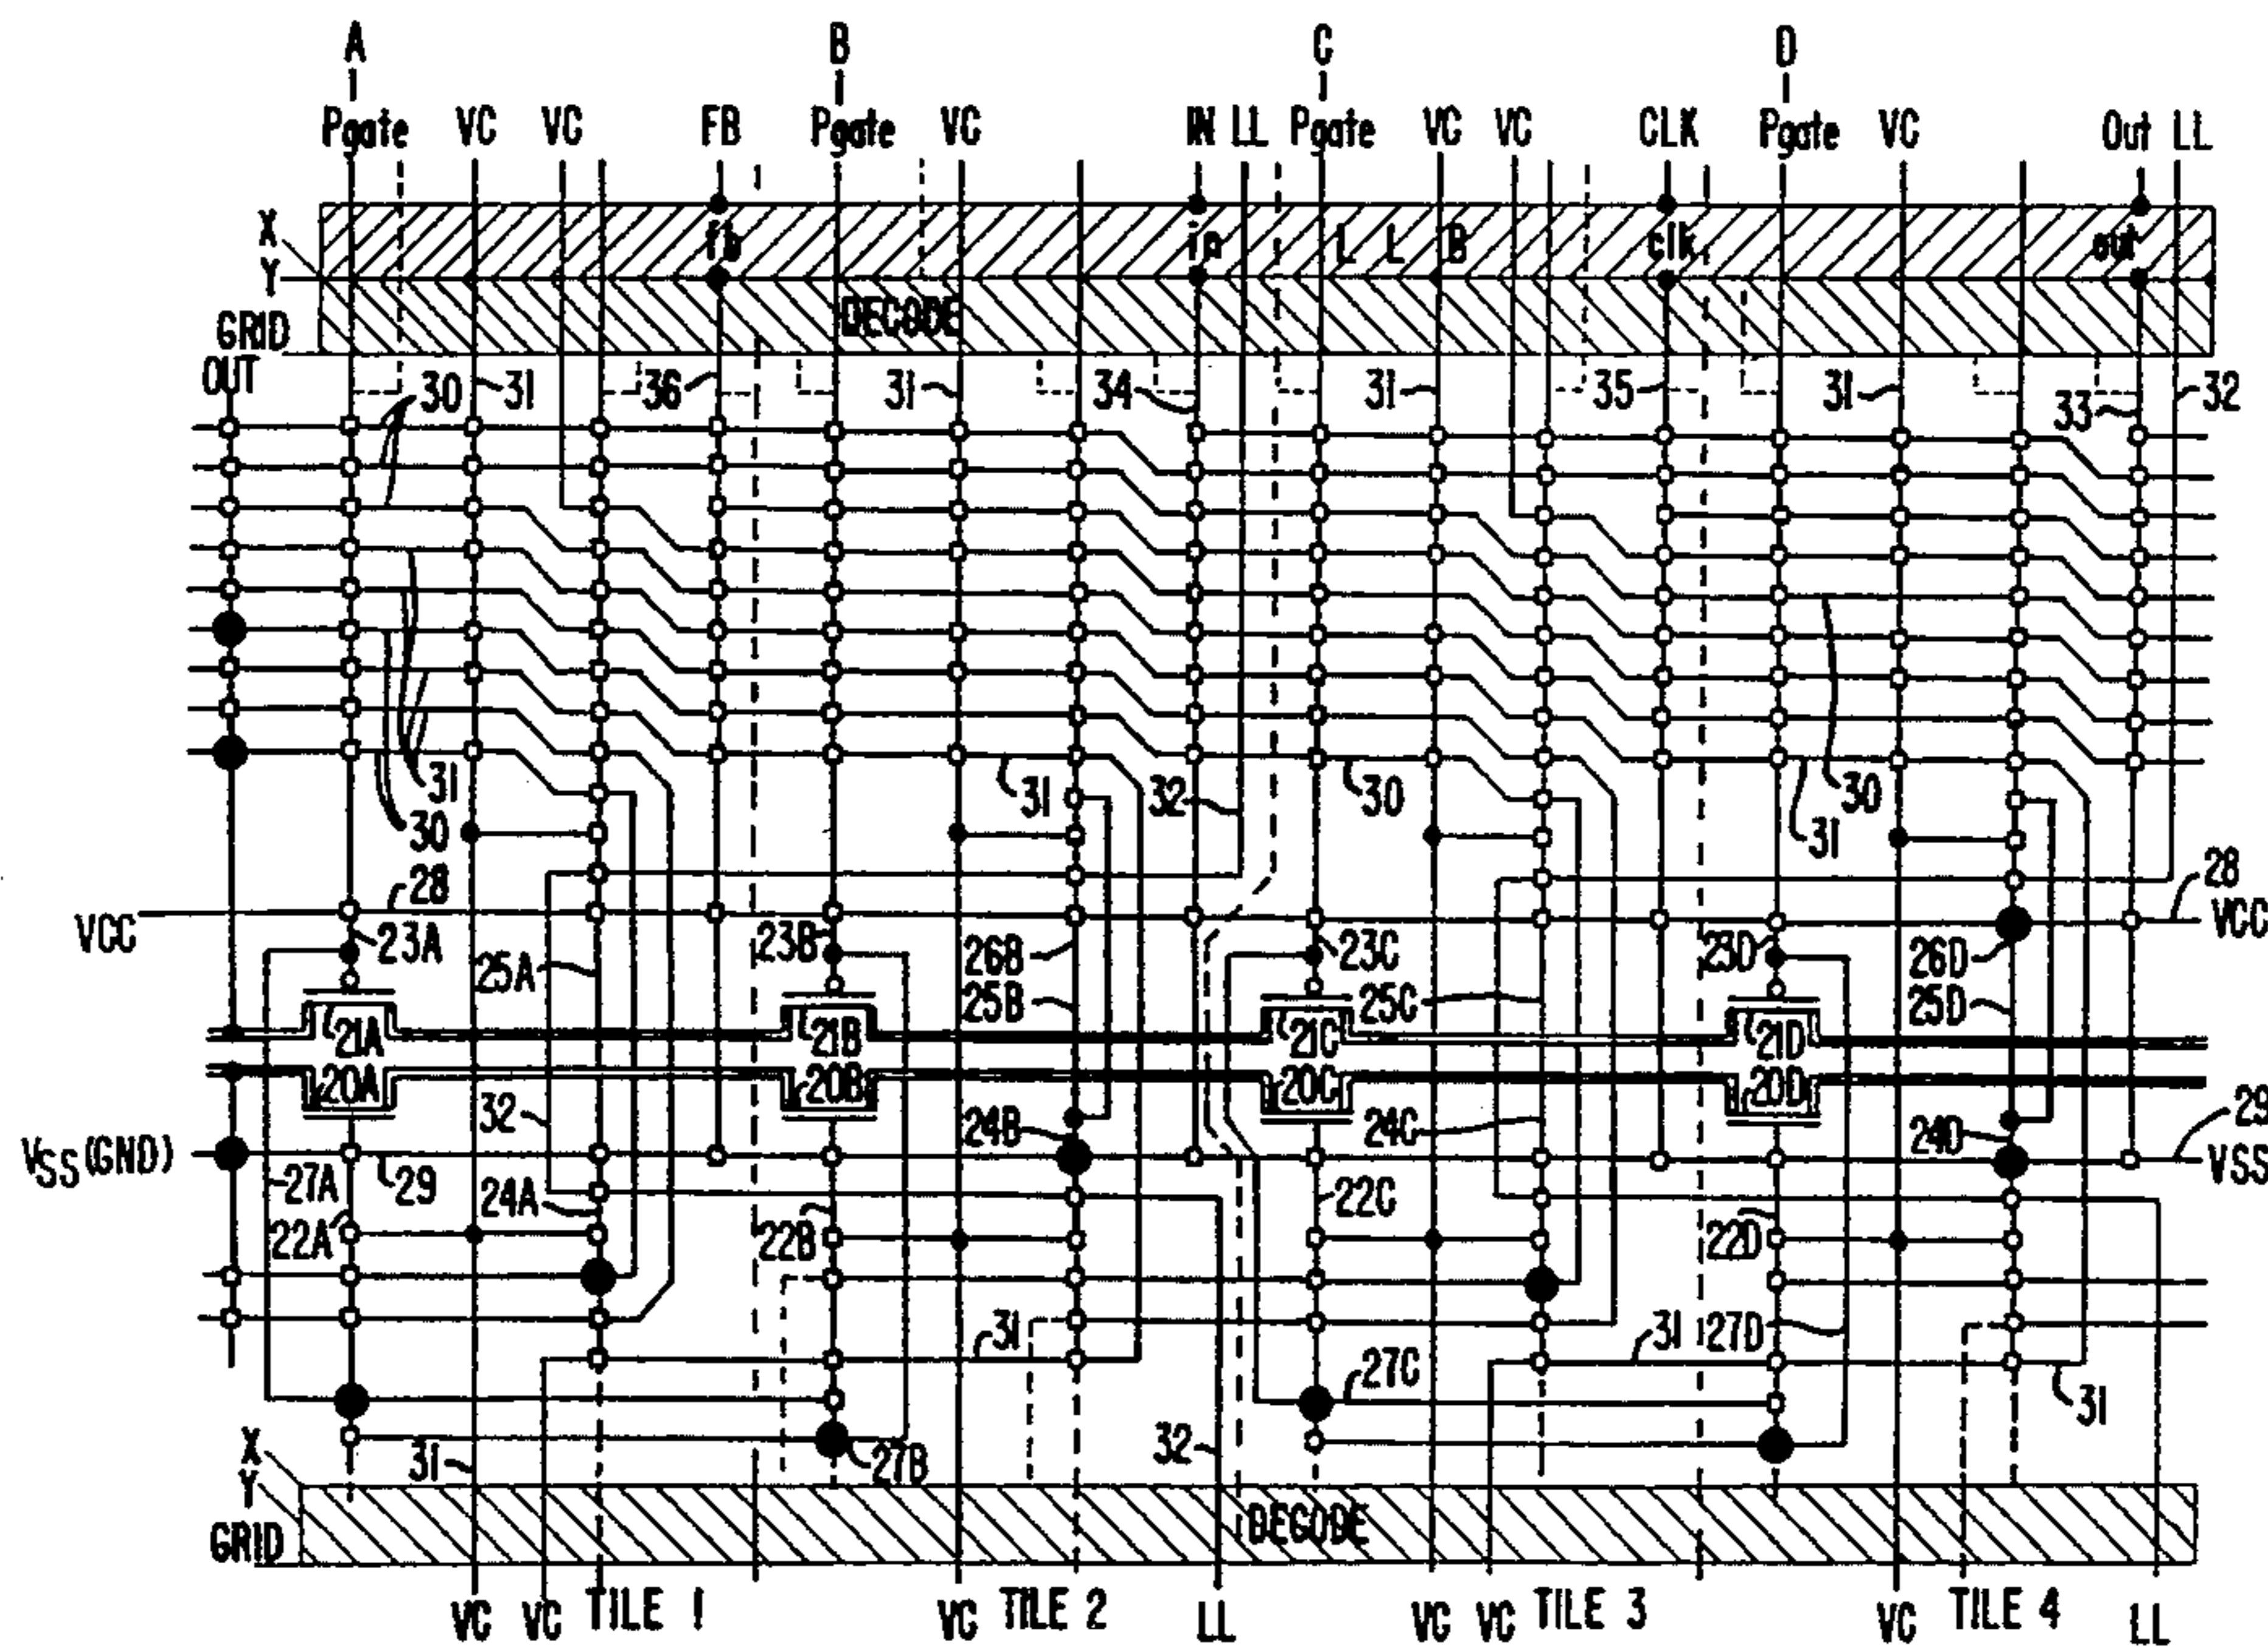 A B C D
Pgate VC VC FB Pgate VC IN LL Pgate VC VC CLK Pgate VC Out LL
X fb in L L B clk out
Y
DECODE
GRID
OUT 30 31 36 31 34 31 35 31 33 32
31 31 32 30 31 30
30
28 28
VCC 23A 25A 23B 26B 23C 25C 23D 26D VCC
25B 25D
21A 21B 21C 21D
20A 20B 20C 20D
32 24B 24C 24D 29
VSS (GND) 27A 29 24A VSS
22A 22B 22C 22D
31 31 27D
27C 31
X 31 27B 32
Y
GRID DECODE
VC VC TILE 1 VC TILE 2 LL VC VC TILE 3 VC TILE 4 LL